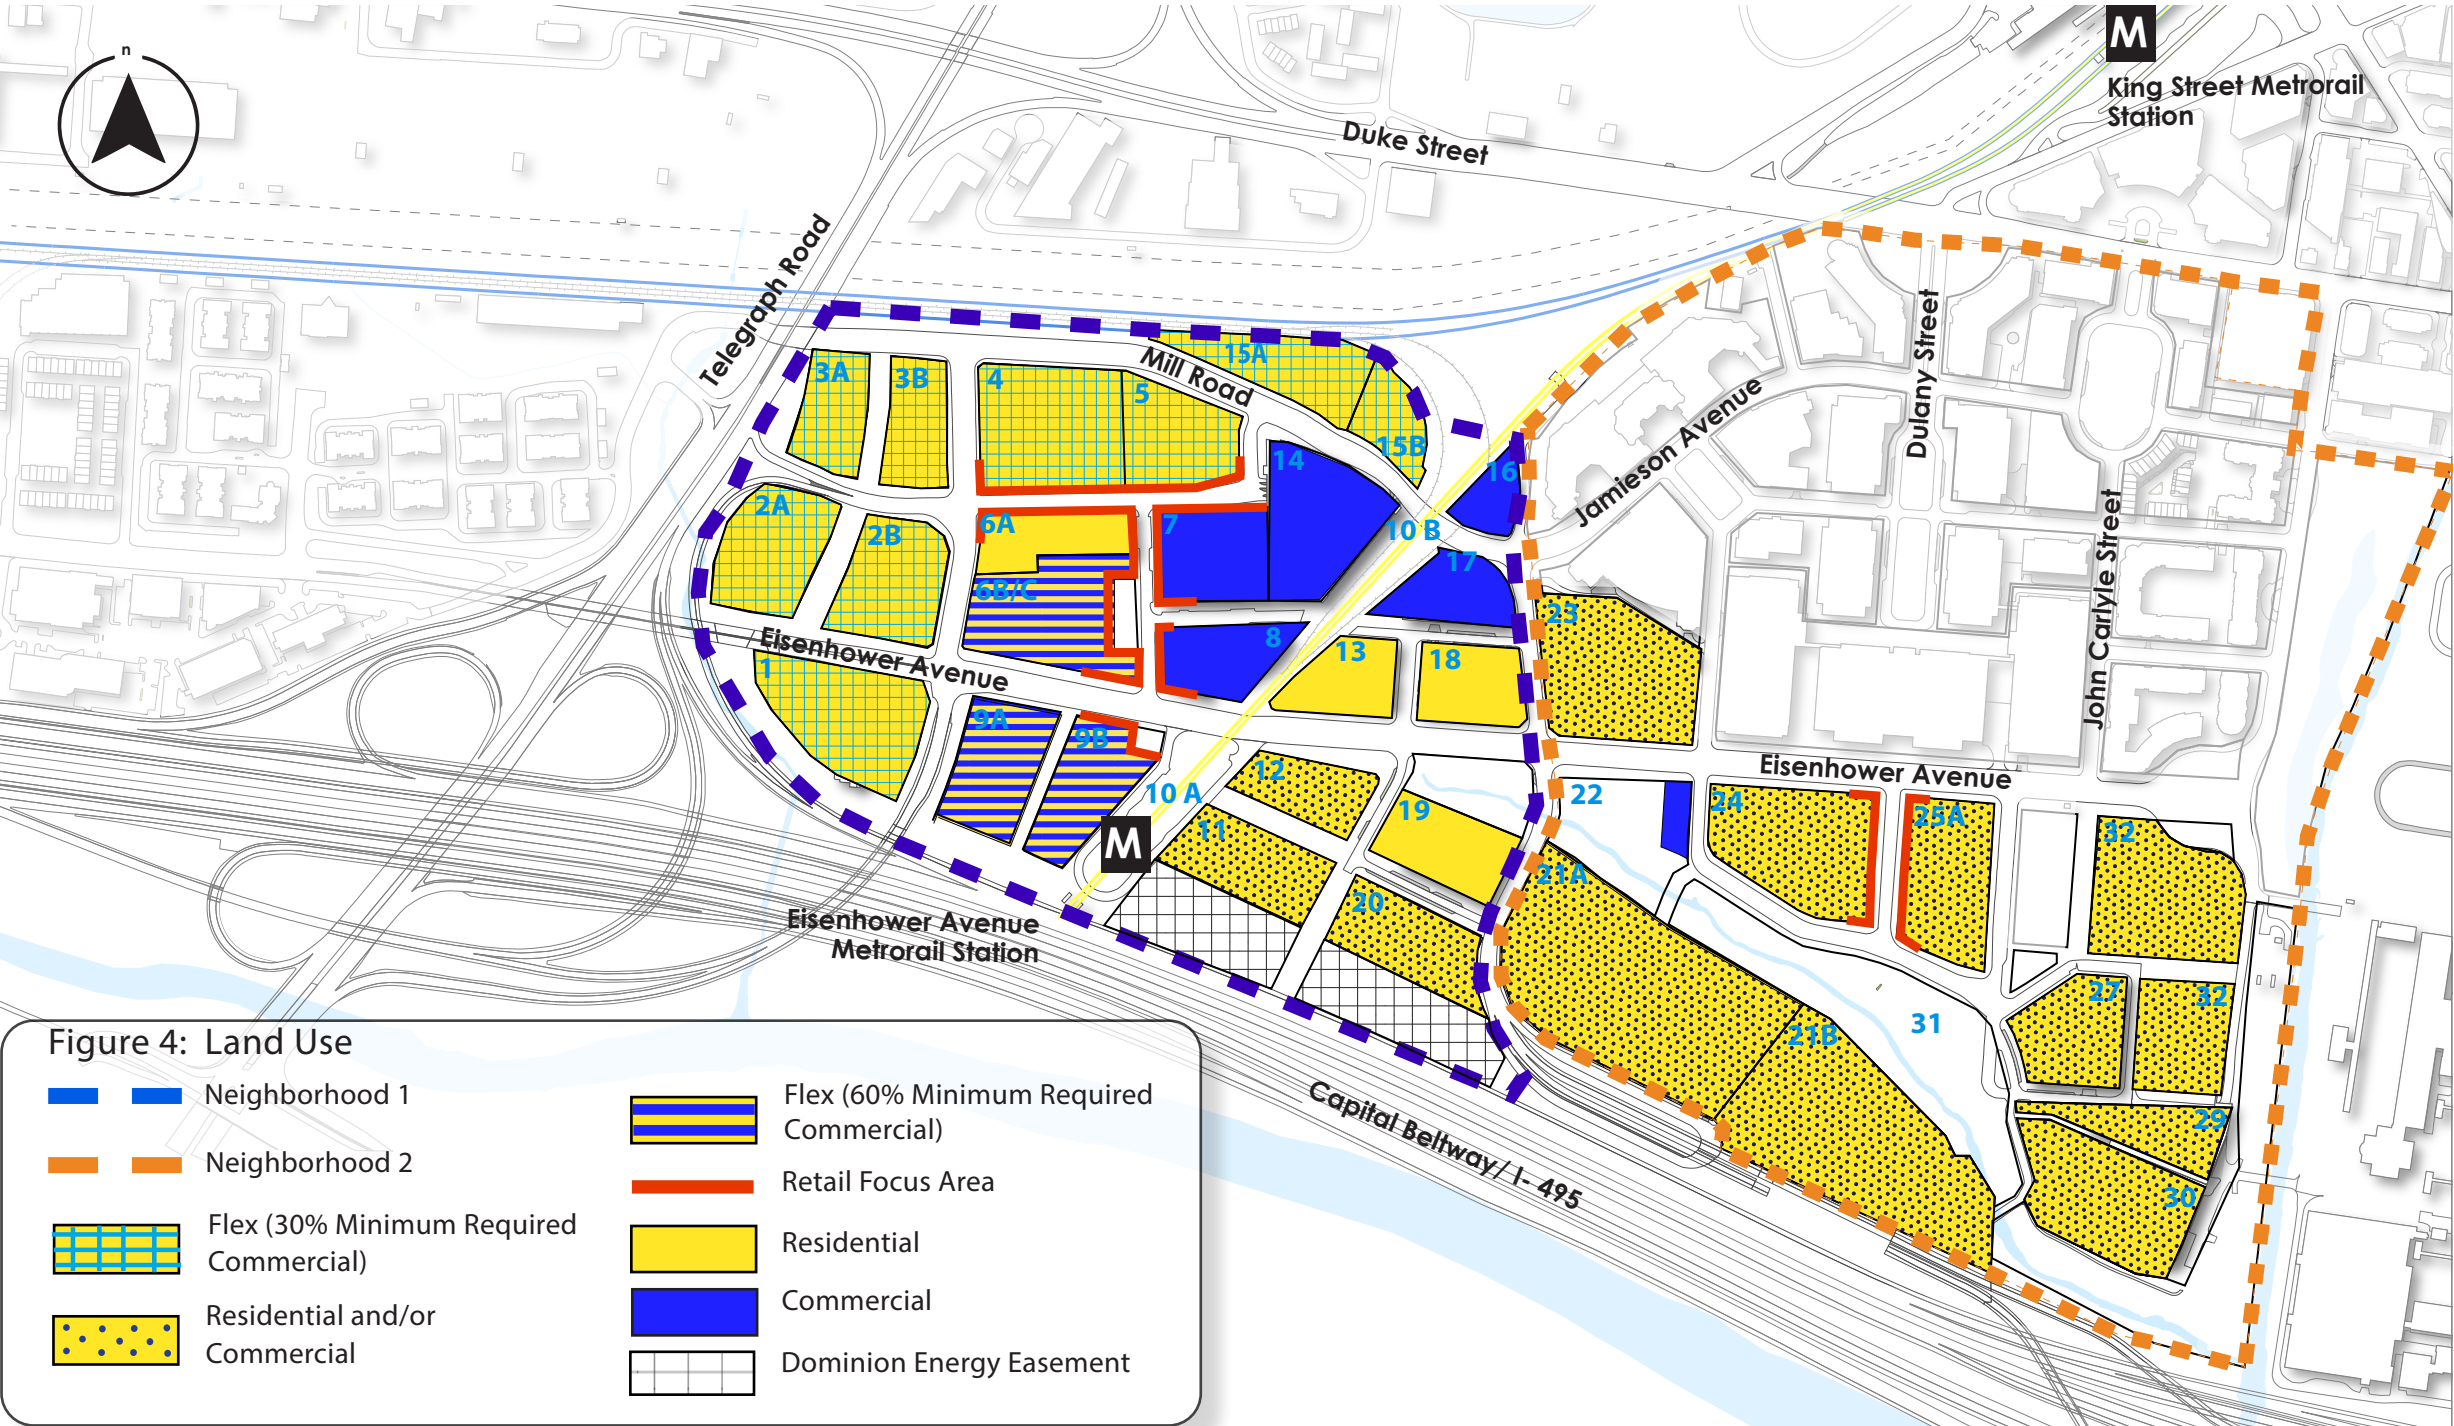 n
M
King Street Metrorail
Station
Duke Street
Telegraph Road
Mill Road
Jamieson Avenue
Dulany Street
John Carlyle Street
15A
3A
3B
4
5
15B
14
16
2A
2B
6A
7
10 B
17
6B/C
23
Eisenhower Avenue
8
13
18
1
9A
9B
12
Eisenhower Avenue
10 A
22
19
24
25A
11
32
M
21A
20
Eisenhower Avenue
Metrorail Station
27
32
31
21B
29
30
Capital Beltway/ I- 495
Figure 4: Land Use
Neighborhood 1
Neighborhood 2
Flex (30% Minimum Required
Commercial)
Residential and/or
Commercial
Flex (60% Minimum Required
Commercial)
Retail Focus Area
Residential
Commercial
Dominion Energy Easement